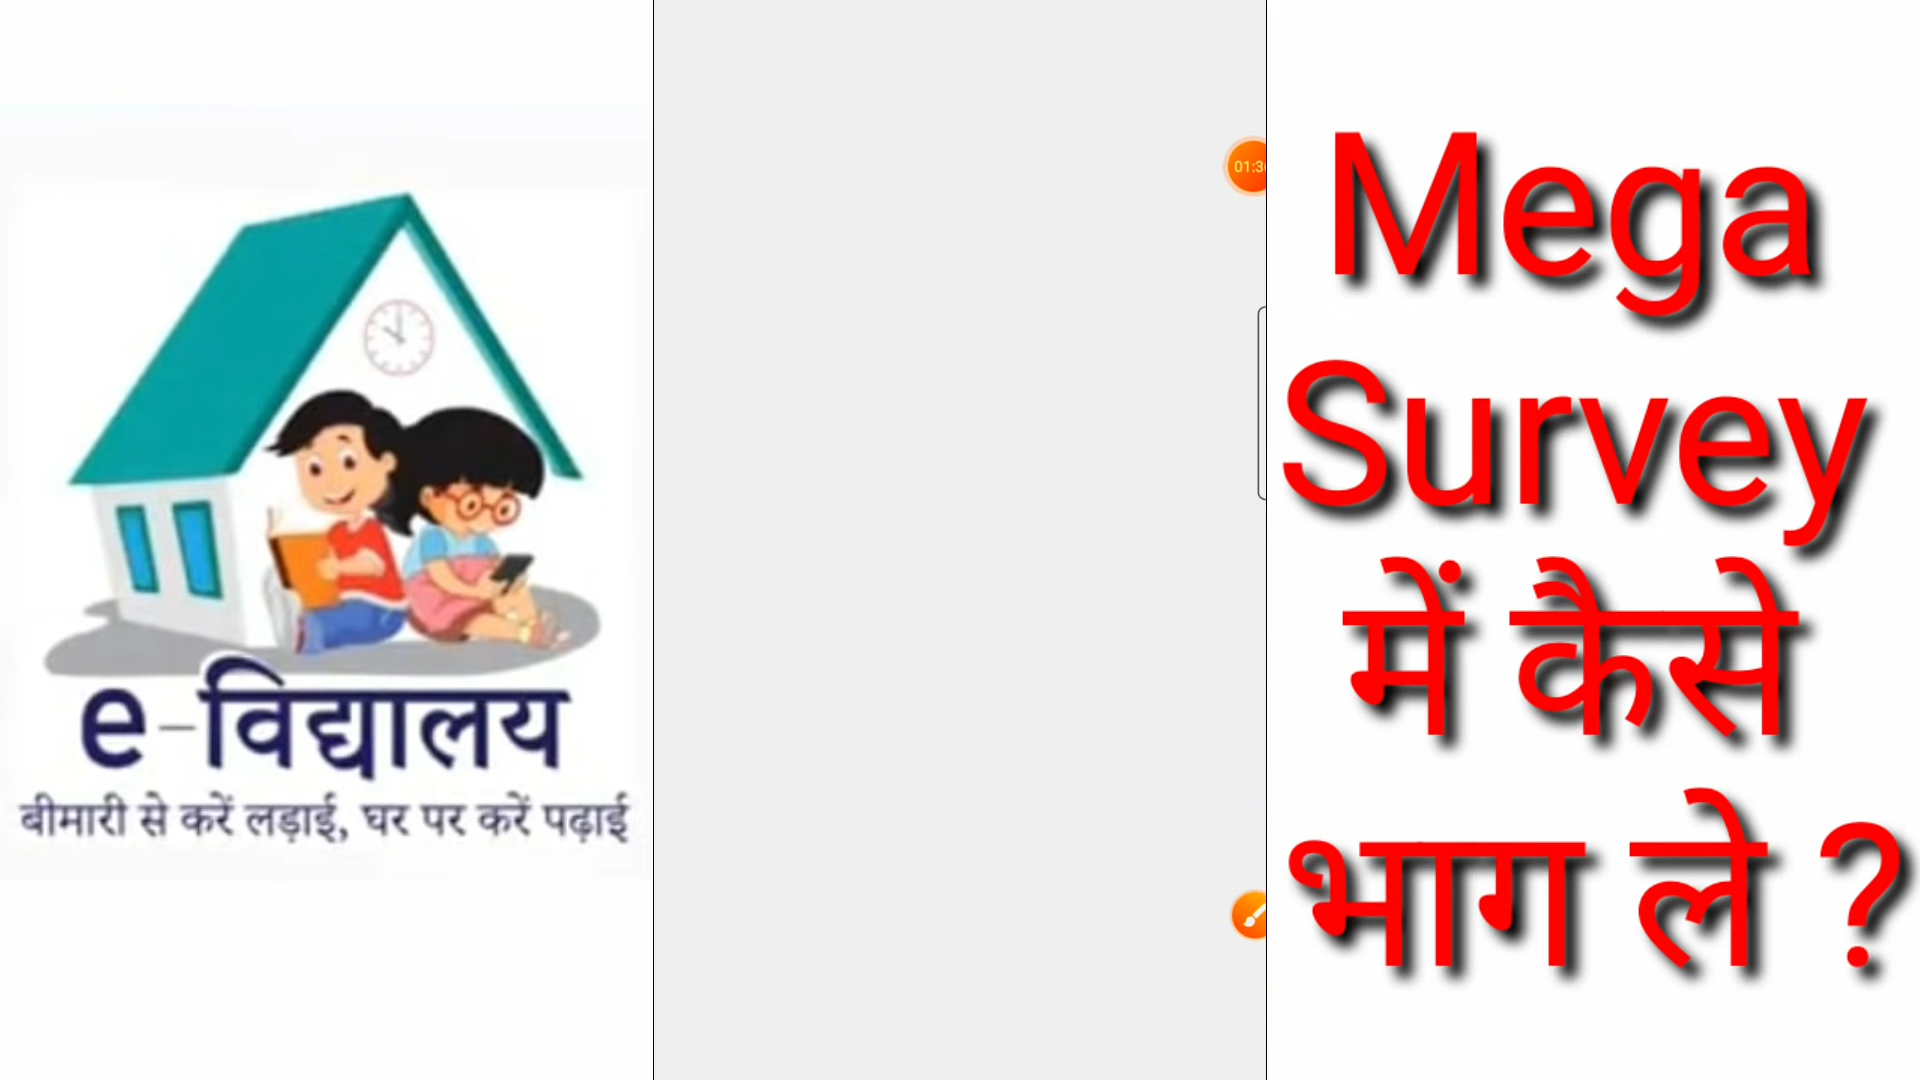 e-विद्यालय
बीमारी से करें लड़ाई, घर पर करें पढ़ाई
Mega
Survey
में कैसे
भाग ले ?